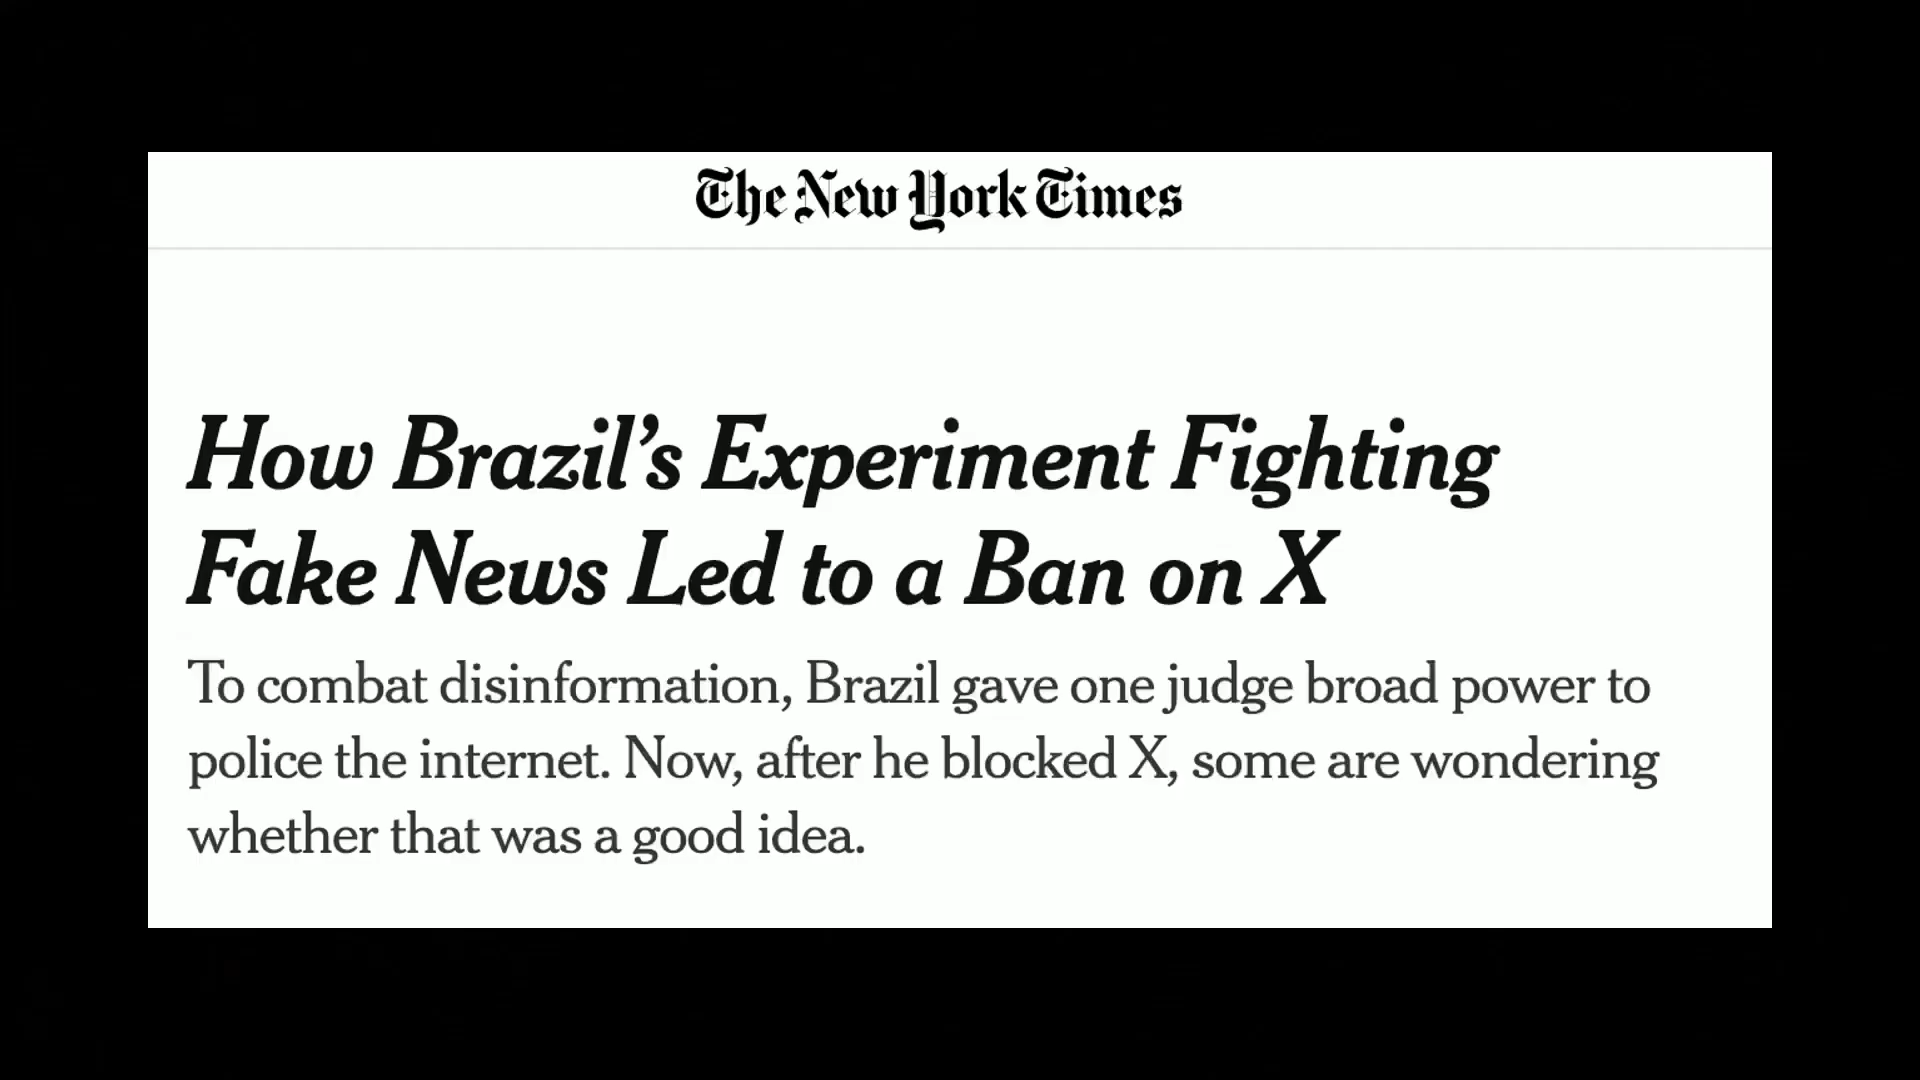 The New York Times
How Brazil’s Experiment Fighting
Fake News Led to a Ban on X
To combat disinformation, Brazil gave one judge broad power to
police the internet. Now, after he blocked X, some are wondering
whether that was a good idea.